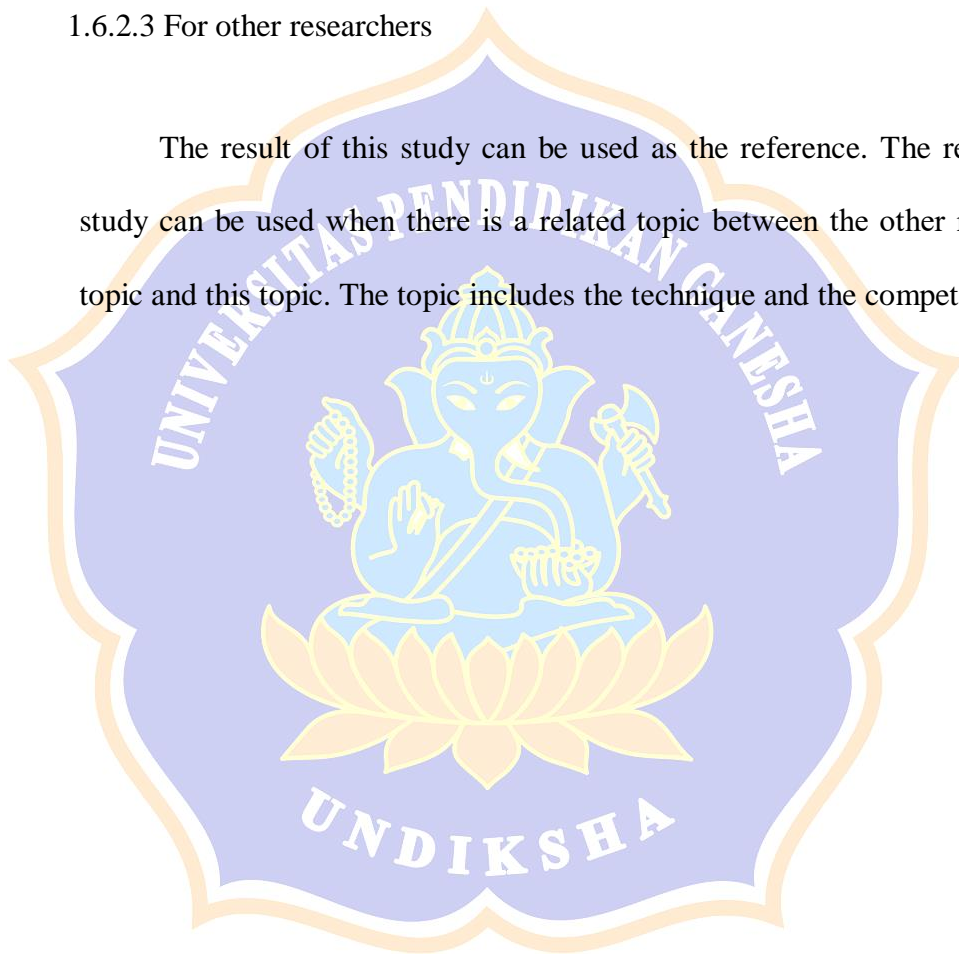 1.6.2.3 For other researchers
The result of this study can be used as the reference. The
study can be used when there is a related topic between the other
topic and this topic. The topic includes the technique and the
UNIVERSITAS PENDIDIKAN GANESHA
UNDIKSHA